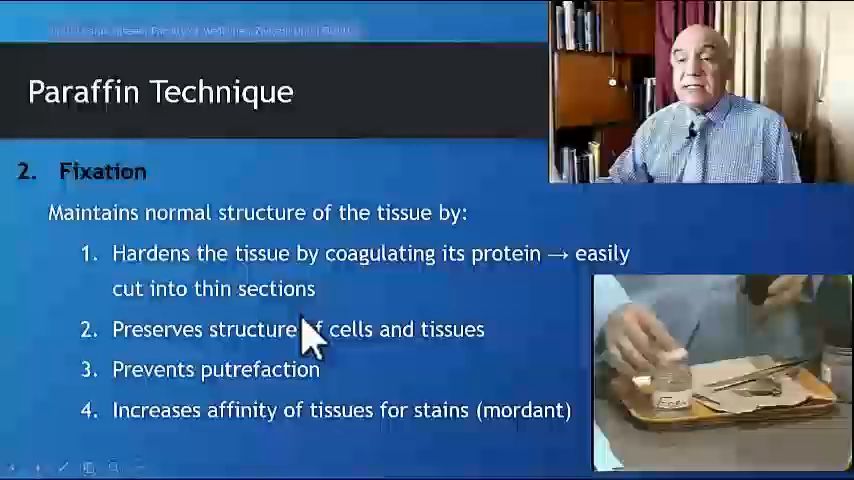 Paraffin Technique
2. Fixation
Maintains normal structure of the tissue by:
1. Hardens the tissue by coagulating its protein → easily
cut into thin sections
2. Preserves structure of cells and tissues
3. Prevents putrefaction
4. Increases affinity of tissues for stains (mordant)